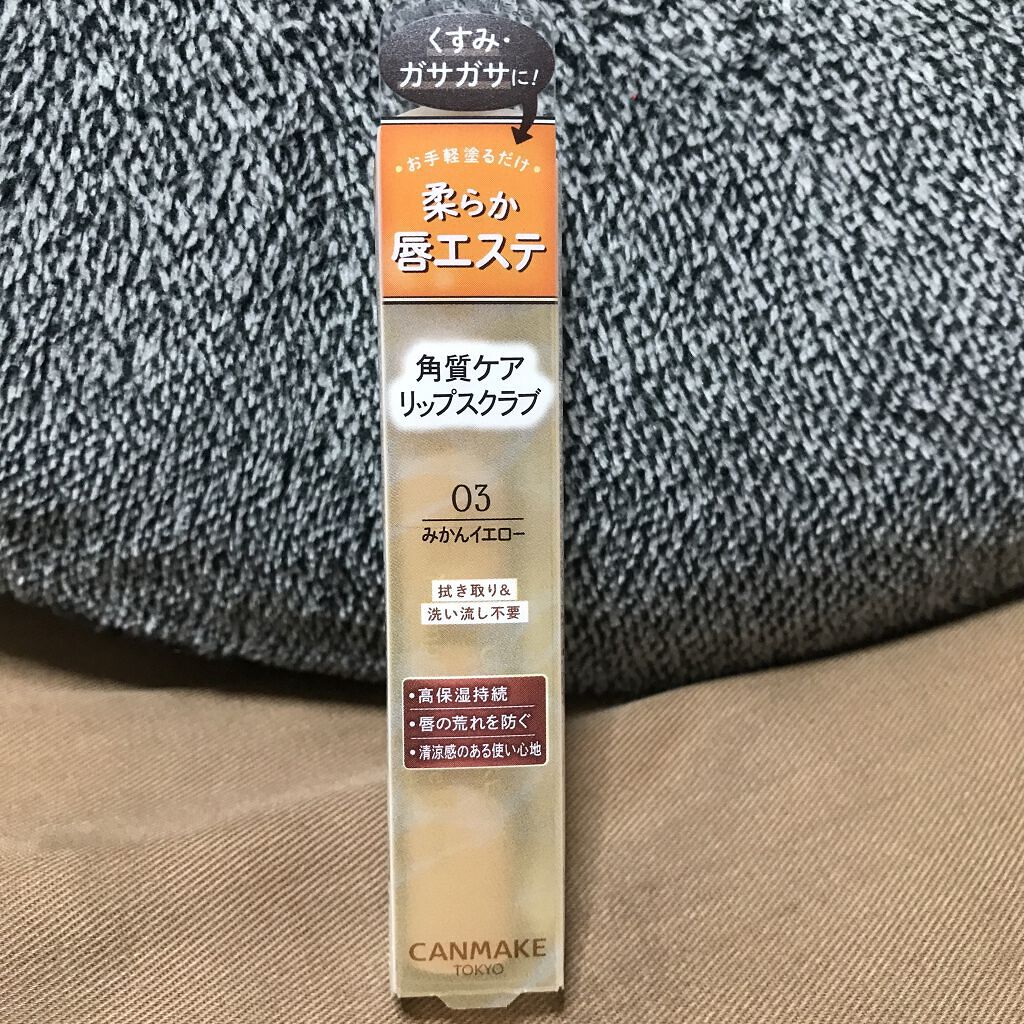 くすみ・
ガサガサに!
・お手軽塗るだけ・
柔らか
唇エステ
角質ケア
リップスクラブ
03
みかんイエロー
拭き取り&
洗い流し不要
・高保湿持続
・唇の荒れを防ぐ
・清涼感のある使い心地
CANMAKE
TOKYO